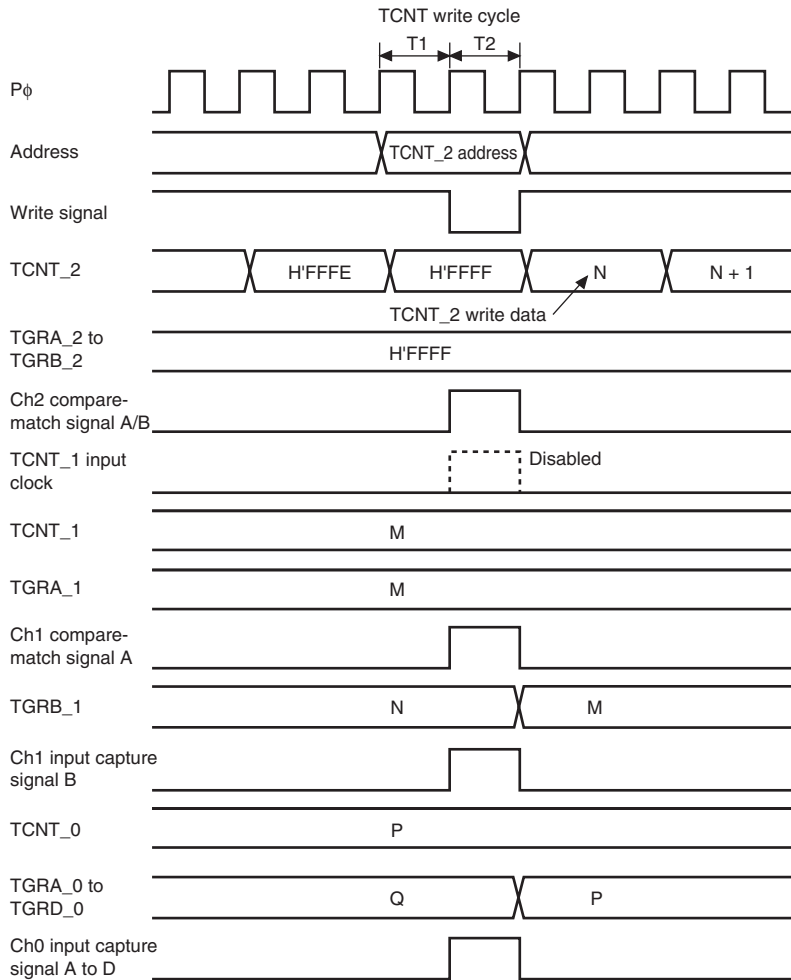 TCNT write cycle
T1 T2
Pϕ
Address
TCNT_2 address
Write signal
TCNT_2
H'FFFE
H'FFFF
N
N + 1
TCNT_2 write data
TGRA_2 to
TGRB_2
H'FFFF
Ch2 compare-
match signal A/B
TCNT_1 input
clock
Disabled
TCNT_1
M
TGRA_1
M
Ch1 compare-
match signal A
TGRB_1
N
M
Ch1 input capture
signal B
TCNT_0
P
TGRA_0 to
TGRD_0
Q
P
Ch0 input capture
signal A to D